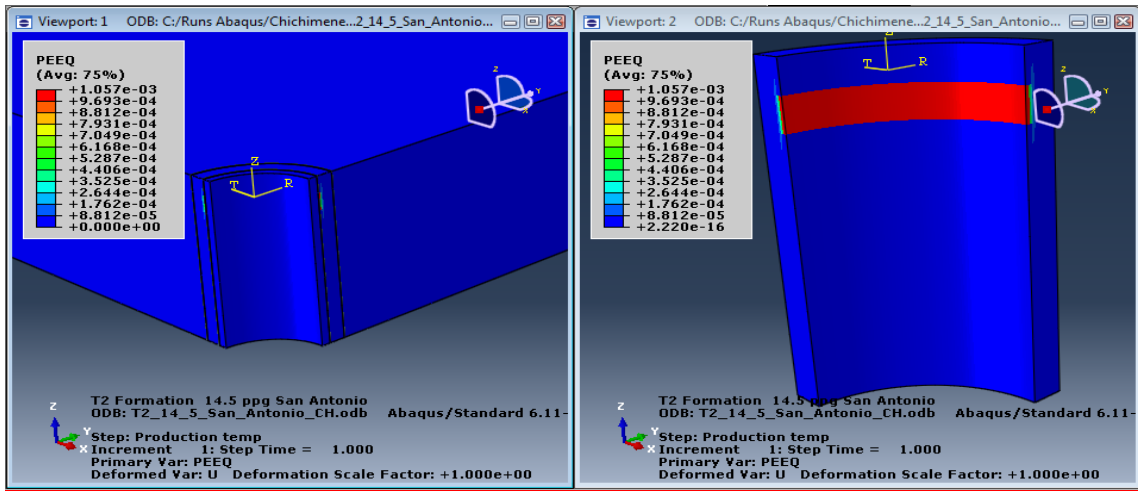 Viewport: 1 ODB: C:/Runs Abaqus/Chichimene...2_14_5_San_Antonio...
PEEQ
(Avg: 75%)
+1.057e-03
+9.693e-04
+8.812e-04
+7.931e-04
+7.049e-04
+6.168e-04
+5.287e-04
+4.406e-04
+3.525e-04
+2.644e-04
+1.762e-04
+8.812e-05
+0.000e+00
Z
Y
X
Z
T R
T2 Formation 14.5 ppg San Antonio
ODB: T2_14_5_San_Antonio_CH.odb Abaqus/Standard 6.11-
Z
Y
X
Step: Production temp
Increment 1: Step Time = 1.000
Primary Var: PEEQ
Deformed Var: U Deformation Scale Factor: +1.000e+00
Viewport: 2 ODB: C:/Runs Abaqus/Chichimene...2_14_5_San_Antonio...
PEEQ
(Avg: 75%)
+1.057e-03
+9.693e-04
+8.812e-04
+7.931e-04
+7.049e-04
+6.168e-04
+5.287e-04
+4.406e-04
+3.525e-04
+2.644e-04
+1.762e-04
+8.812e-05
+2.220e-16
Z
T R
Z
Y
X
T2 Formation 14.5 ppg San Antonio
ODB: T2_14_5_San_Antonio_CH.odb Abaqus/Standard 6.11-
Z
Y
X
Step: Production temp
Increment 1: Step Time = 1.000
Primary Var: PEEQ
Deformed Var: U Deformation Scale Factor: +1.000e+00